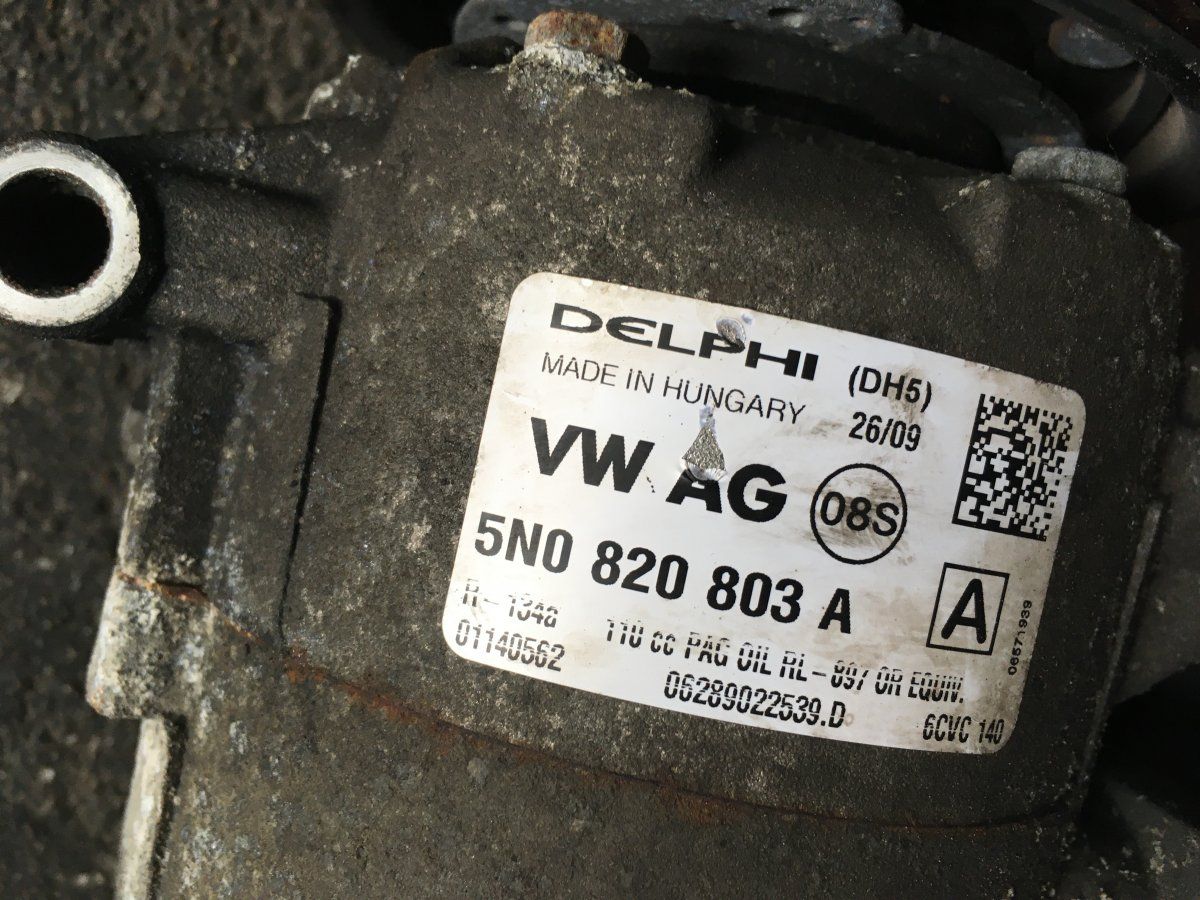 DELPHI (DH5)
MADE IN HUNGARY 26/09
VW AG 08S
5N0 820 803 A A
R-134a 110 cc PAG OIL RL-897 OR EQUIV.
01140562 06289022539.D 6CVC 140
06571939